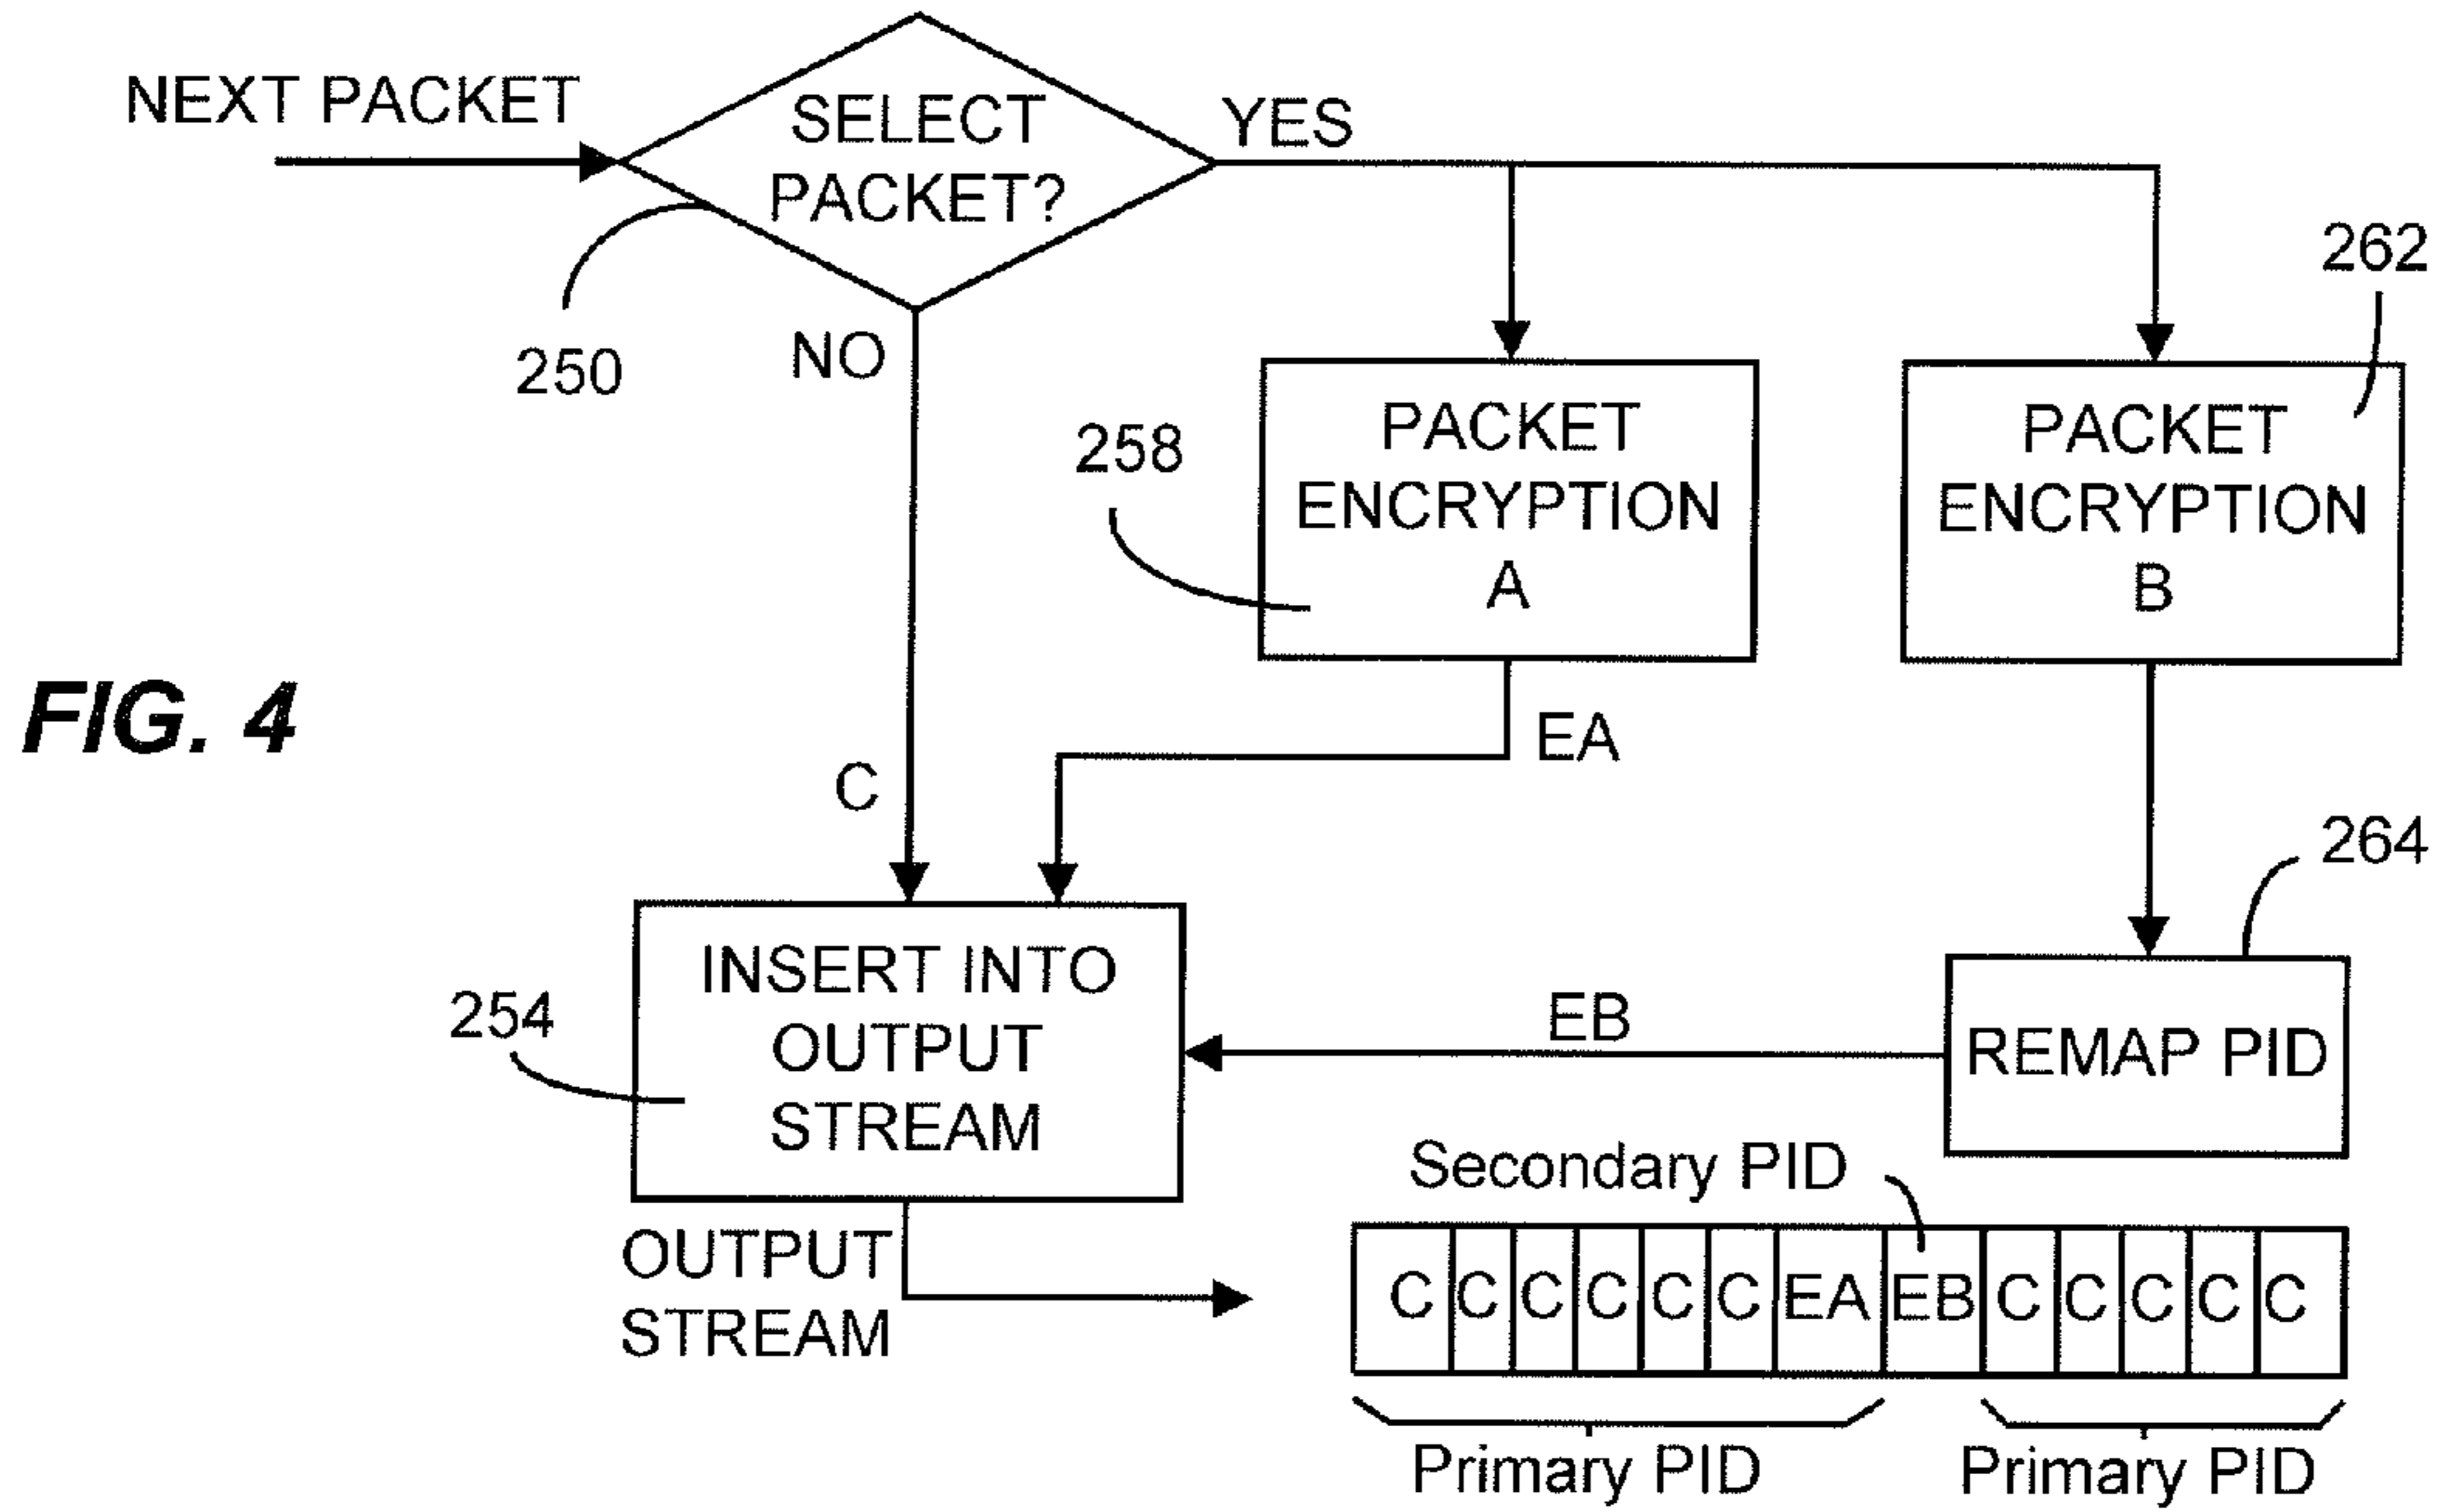 NEXT PACKET
SELECT
PACKET?
YES
250
NO
262
258
PACKET
ENCRYPTION
A
PACKET
ENCRYPTION
B
FIG. 4
EA
C
264
INSERT INTO
OUTPUT
STREAM
254
EB
REMAP PID
Secondary PID
OUTPUT
STREAM
C C C C C C EA EB C C C C C
Primary PID
Primary PID